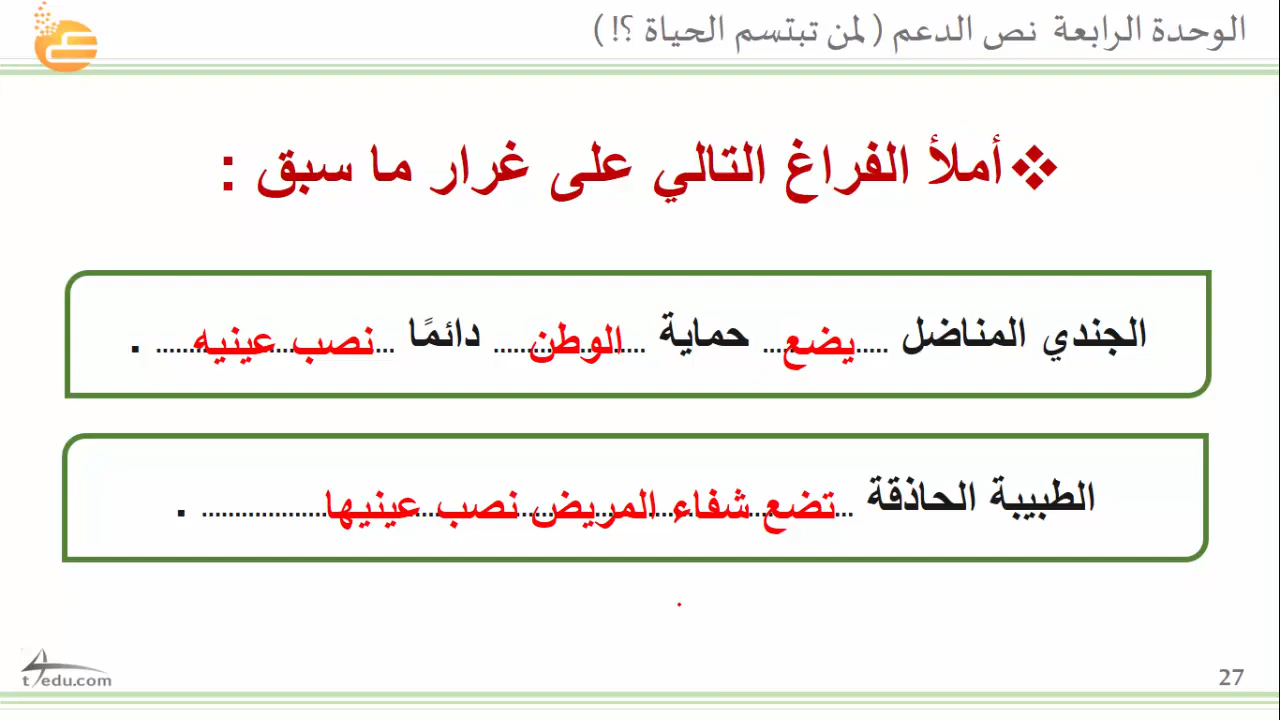 الوحدة الرابعة نص الدعم (لمن تبتسم الحياة ؟!)
❖أملأ الفراغ التالي على غرار ما سبق :
الجندي المناضل ....يضع.... حماية ....الوطن.... دائمًا ....نصب عينيه.... .
الطبيبة الحاذقة ....تضع شفاء المريض نصب عينيها.... .
t4edu.com
27